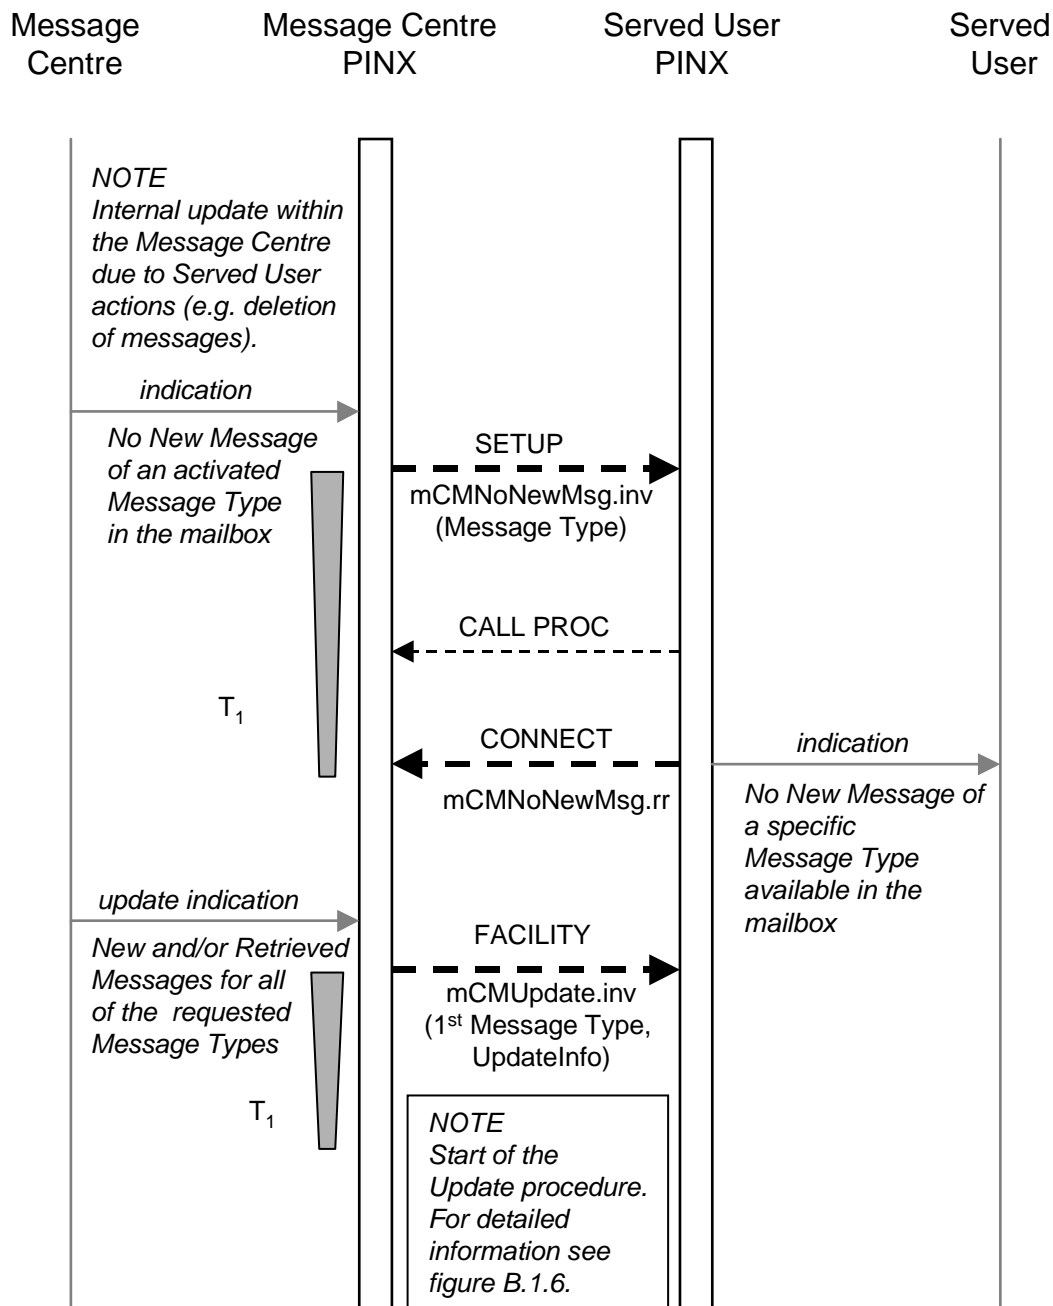 Message Centre
Message Centre PINX
Served User PINX
Served User
NOTE
Internal update within
the Message Centre
due to Served User
actions (e.g. deletion
of messages).
indication
No New Message
of an activated
Message Type
in the mailbox
SETUP
mCMNoNewMsg.inv
(Message Type)
CALL PROC
T1
CONNECT
mCMNoNewMsg.rr
indication
No New Message of
a specific
Message Type
available in the
mailbox
update indication
New and/or Retrieved
Messages for all
of the requested
Message Types
FACILITY
mCMUpdate.inv
(1st Message Type,
UpdateInfo)
T1
NOTE
Start of the
Update procedure.
For detailed
information see
figure B.1.6.